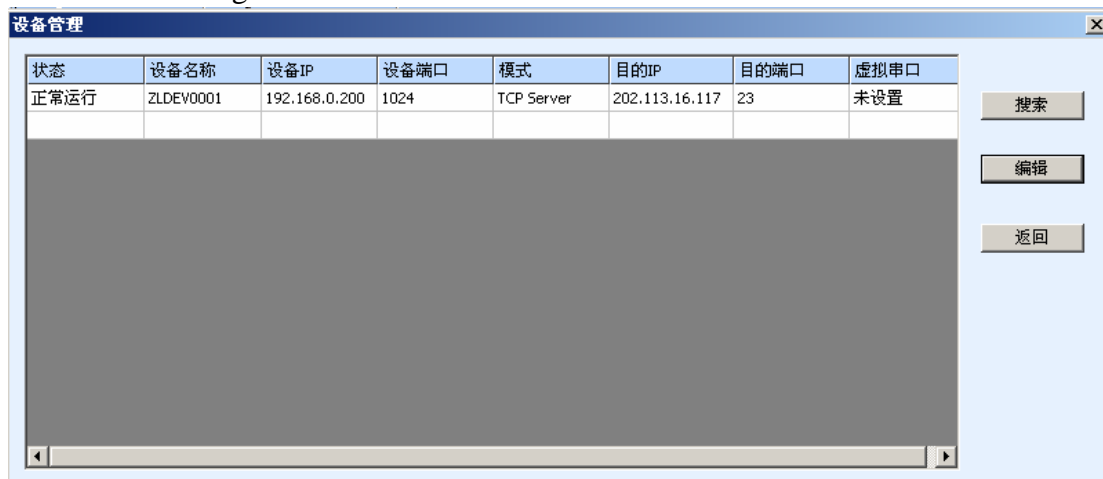 设备管理
状态 设备名称 设备IP 设备端口 模式 目的IP 目的端口 虚拟串口
正常运行 ZLDEV0001 192.168.0.200 1024 TCP Server 202.113.16.117 23 未设置
搜索
编辑
返回